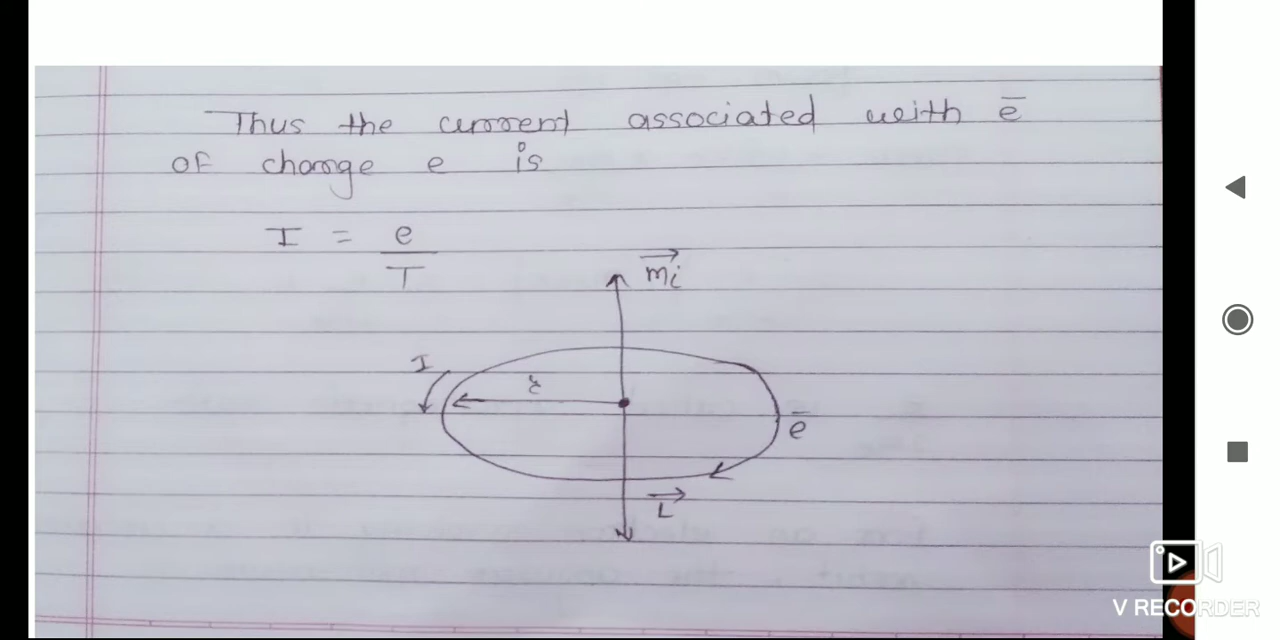 Thus the current associated with e̅
of charge e is
I = e
T
m⃗i
I
r
e̅
L⃗
V RECORDER